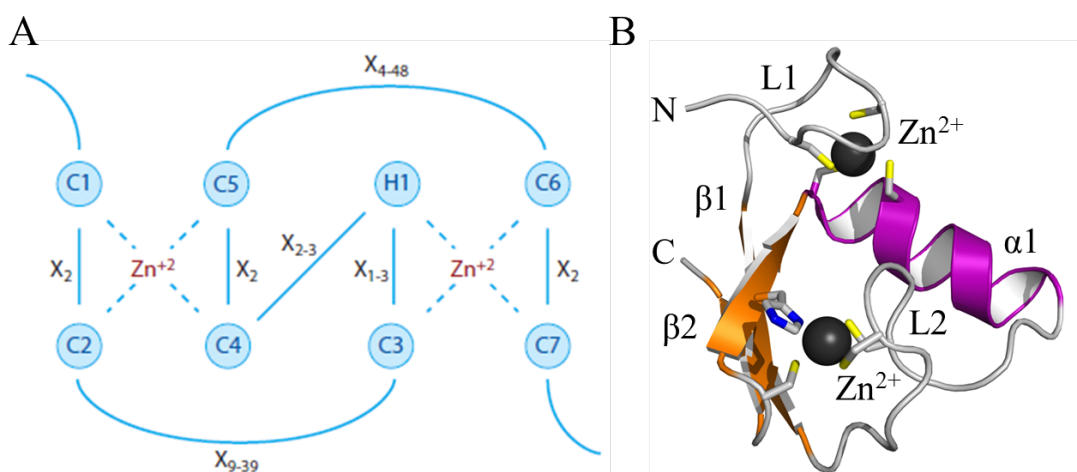 A
X4-48
C1
C5
H1
C6
X2
Zn+2
X2
X2-3
X1-3
Zn+2
X2
C2
C4
C3
C7
X9-39
B
L1
N
Zn2+
β1
α1
C
β2
L2
Zn2+